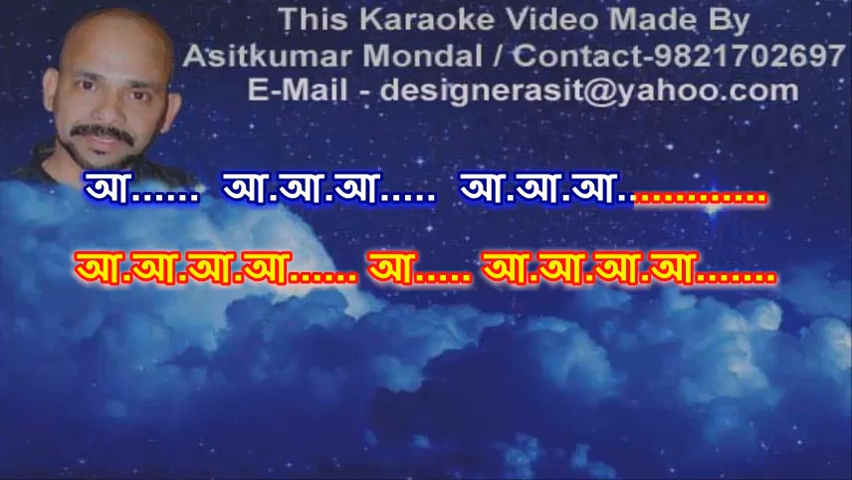 This Karaoke Video Made By
Asitkumar Mondal / Contact-9821702697
E-Mail - designerasit@yahoo.com
আ...... আ.আ.আ..... আ.আ.আ.............
আ.আ.আ.আ...... আ..... আ.আ.আ.আ.......